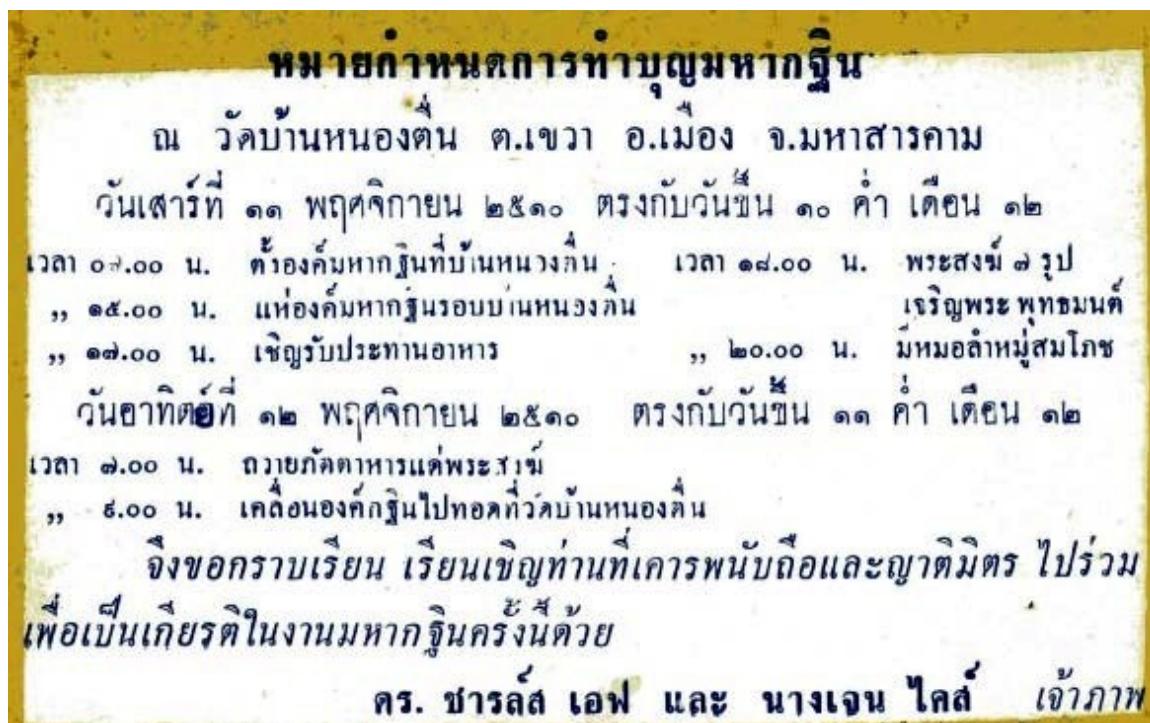 หมายกำหนดการทำบุญมหากฐิน
ณ วัดบ้านหนองตื่น ต.เขวา อ.เมือง จ.มหาสารคาม
วันเสาร์ที่ ๑๑ พฤศจิกายน ๒๕๑๐ ตรงกับวันขึ้น ๑๐ ค่ำ เดือน ๑๒
เวลา ๐๗.๐๐ น. ตั้งองค์มหากฐินที่บ้านหนองตื่น เวลา ๑๘.๐๐ น. พระสงฆ์ ๗ รูป
,, ๑๕.๐๐ น. แห่องค์มหากฐินรอบบ้านหนองตื่น เจริญพระพุทธมนต์
,, ๑๗.๐๐ น. เชิญรับประทานอาหาร ,, ๒๐.๐๐ น. มีหมอลำหมู่สมโภช
วันอาทิตย์ที่ ๑๒ พฤศจิกายน ๒๕๑๐ ตรงกับวันขึ้น ๑๑ ค่ำ เดือน ๑๒
เวลา ๗.๐๐ น. ถวายภัตตาหารแด่พระสงฆ์
,, ๙.๐๐ น. เคลื่อนองค์กฐินไปทอดที่วัดบ้านหนองตื่น
จึงขอกราบเรียน เรียนเชิญท่านที่เคารพนับถือและญาติมิตร ไปร่วม
เพื่อเป็นเกียรติในงานมหากฐินครั้งนี้ด้วย
ดร. ชารล์ส เอฟ และ นางเจน ไคส์ เจ้าภาพ